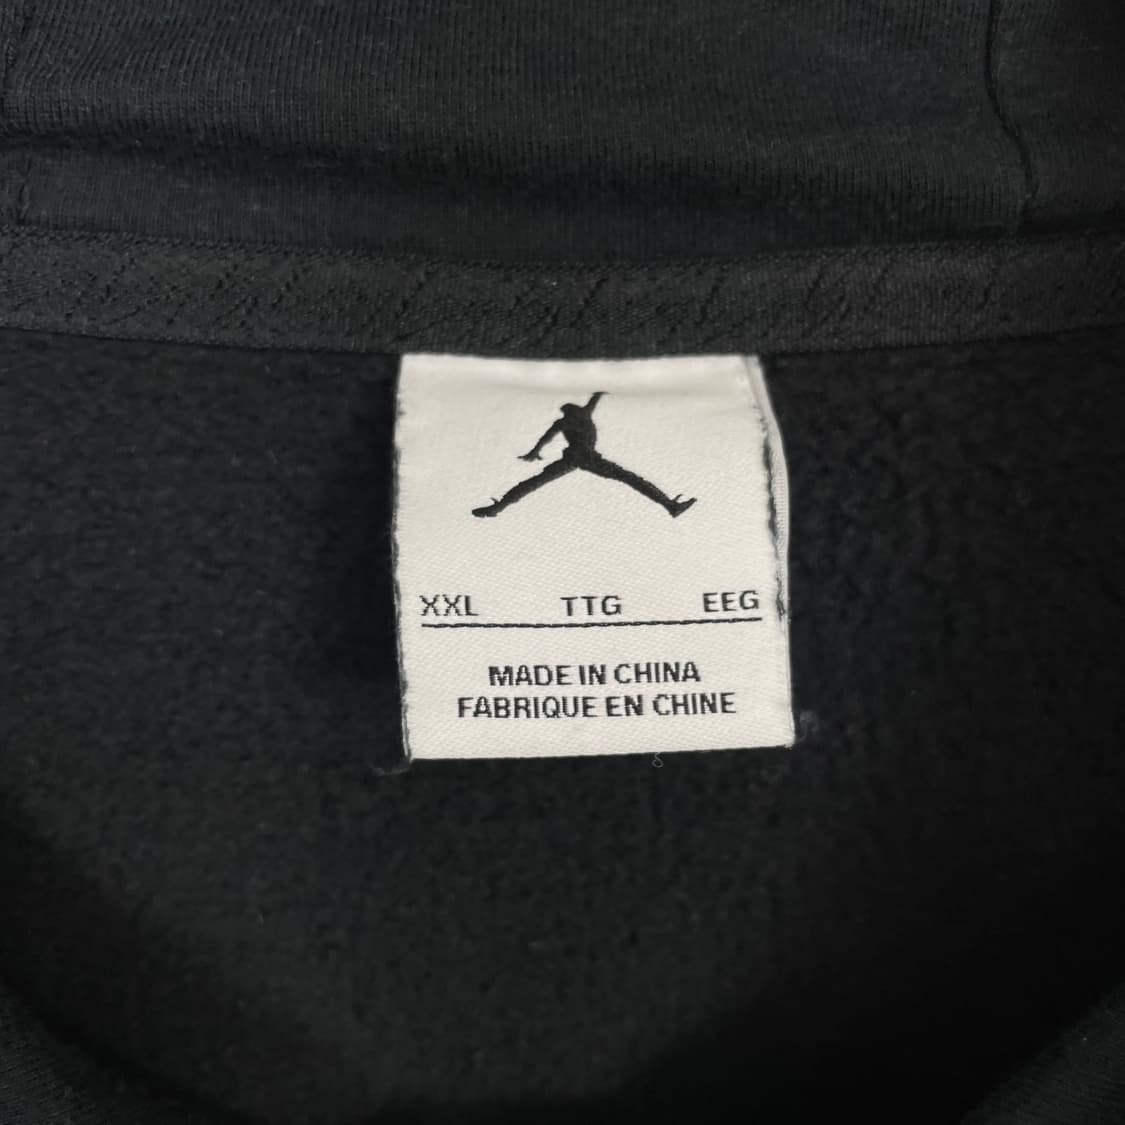 XXL TTG EEG
MADE IN CHINA
FABRIQUE EN CHINE